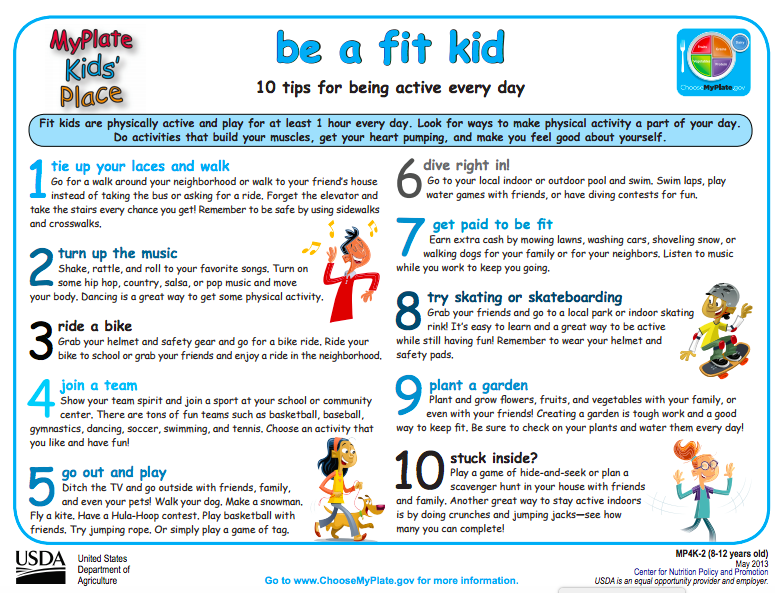 MyPlate
Kids'
Place
be a fit kid
10 tips for being active every day
ChooseMyPlate.gov
Fit kids are physically active and play for at least 1 hour every day. Look for ways to make physical activity a part of your day.
Do activities that build your muscles, get your heart pumping, and make you feel good about yourself.
1 tie up your laces and walk
Go for a walk around your neighborhood or walk to your friend's house
instead of taking the bus or asking for a ride. Forget the elevator and
take the stairs every chance you get! Remember to be safe by using sidewalks
and crosswalks.
2 turn up the music
Shake, rattle, and roll to your favorite songs. Turn on
some hip hop, country, salsa, or pop music and move
your body. Dancing is a great way to get some physical activity.
3 ride a bike
Grab your helmet and safety gear and go for a bike ride. Ride your
bike to school or grab your friends and enjoy a ride in the neighborhood.
4 join a team
Show your team spirit and join a sport at your school or community
center. There are tons of fun teams such as basketball, baseball,
gymnastics, dancing, soccer, swimming, and tennis. Choose an activity that
you like and have fun!
5 go out and play
Ditch the TV and go outside with friends, family,
and even your pets! Walk your dog. Make a snowman.
Fly a kite. Have a Hula-Hoop contest. Play basketball with
friends. Try jumping rope. Or simply play a game of tag.
6 dive right in!
Go to your local indoor or outdoor pool and swim. Swim laps, play
water games with friends, or have diving contests for fun.
7 get paid to be fit
Earn extra cash by mowing lawns, washing cars, shoveling snow, or
walking dogs for your family or for your neighbors. Listen to music
while you work to keep you going.
8 try skating or skateboarding
Grab your friends and go to a local park or indoor skating
rink! It's easy to learn and a great way to be active
while still having fun! Remember to wear your helmet and
safety pads.
9 plant a garden
Plant and grow flowers, fruits, and vegetables with your family, or
even with your friends! Creating a garden is tough work and a good
way to keep fit. Be sure to check on your plants and water them every day!
10 stuck inside?
Play a game of hide-and-seek or plan a
scavenger hunt in your house with friends
and family. Another great way to stay active indoors
is by doing crunches and jumping jacks—see how
many you can complete!
USDA
United States
Department of
Agriculture
Go to www.ChooseMyPlate.gov for more information.
MP4K-2 (8-12 years old)
May 2013
Center for Nutrition Policy and Promotion
USDA is an equal opportunity provider and employer.